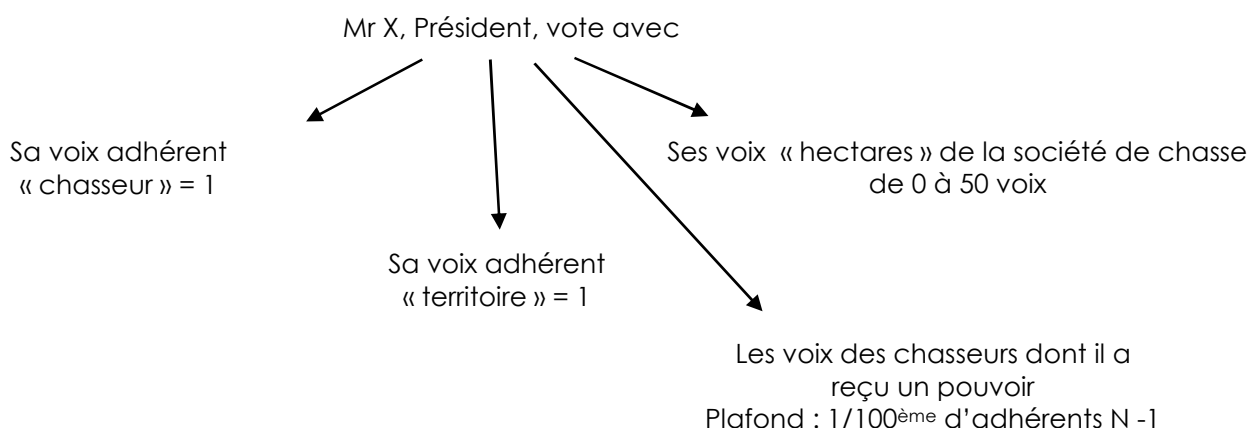 Mr X, Président, vote avec
Sa voix adhérent
« chasseur » = 1
Ses voix « hectares » de la société de chasse
de 0 à 50 voix
Sa voix adhérent
« territoire » = 1
Les voix des chasseurs dont il a
reçu un pouvoir
Plafond : 1/100ème d’adhérents N -1